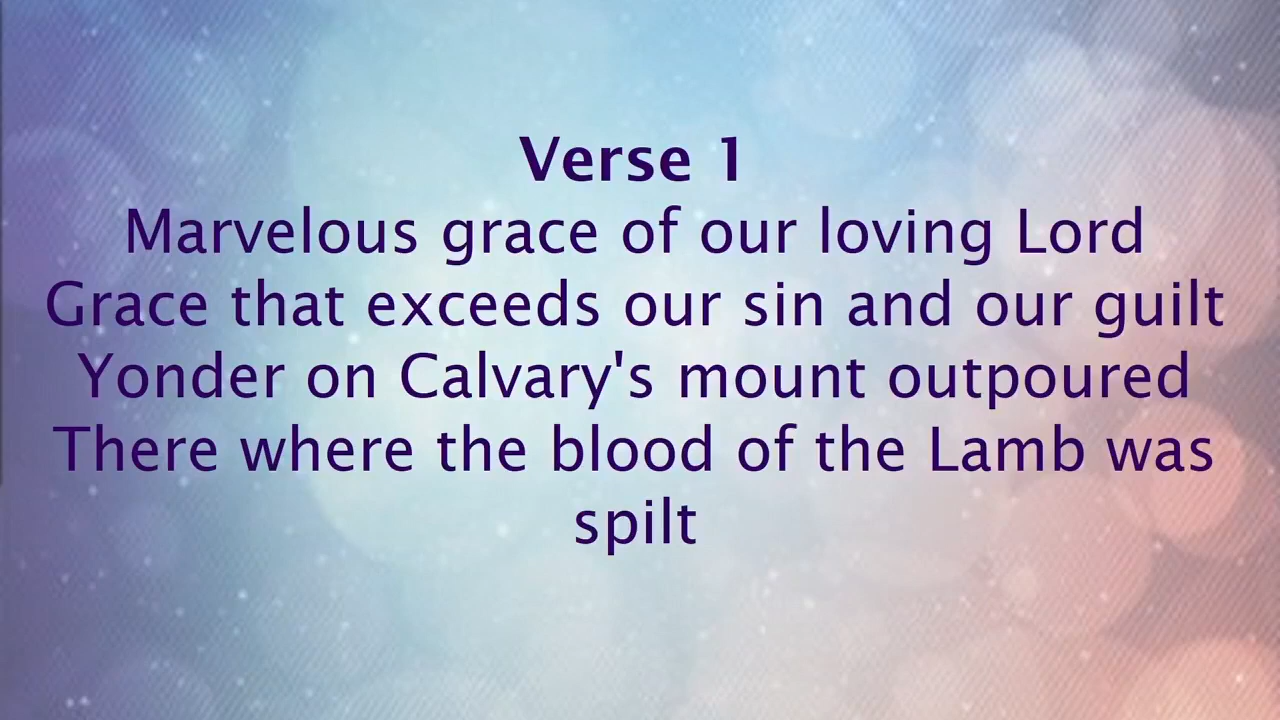 Verse 1
Marvelous grace of our loving Lord
Grace that exceeds our sin and our guilt
Yonder on Calvary's mount outpoured
There where the blood of the Lamb was
spilt